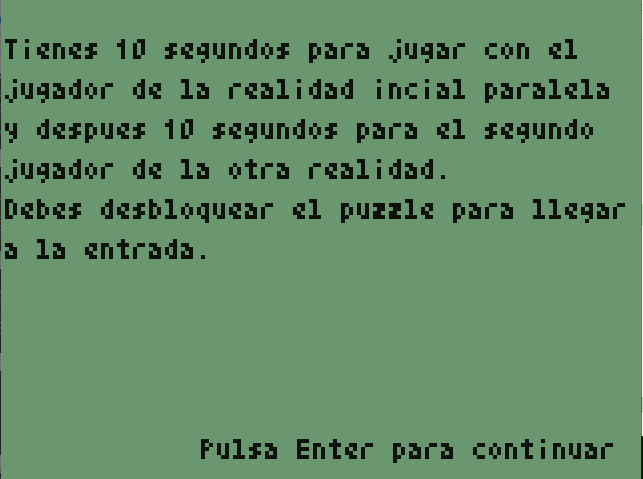 Tienes 10 segundos para jugar con el
jugador de la realidad incial paralela
y despues 10 segundos para el segundo
jugador de la otra realidad.
Debes desbloquear el puzzle para llegar
a la entrada.
Pulsa Enter para continuar